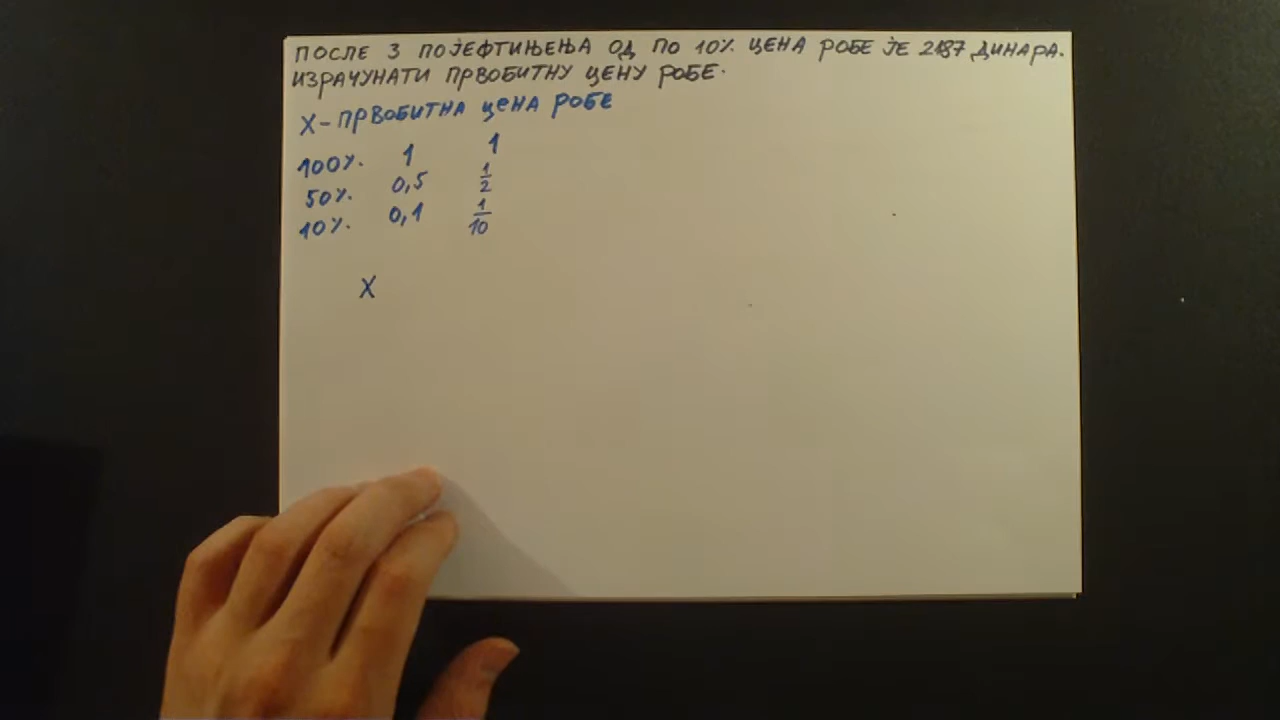 ПОСЛЕ 3 ПОЈЕФТИЊЕЊА ОД ПО 10% ЦЕНА РОБЕ ЈЕ 2187 ДИНАРА.
ИЗРАЧУНАТИ ПРВОБИТНУ ЦЕНУ РОБЕ.
X - ПРВОБИТНА ЦЕНА РОБЕ
100% 1 1
50% 0,5 1/2
10% 0,1 1/10
X